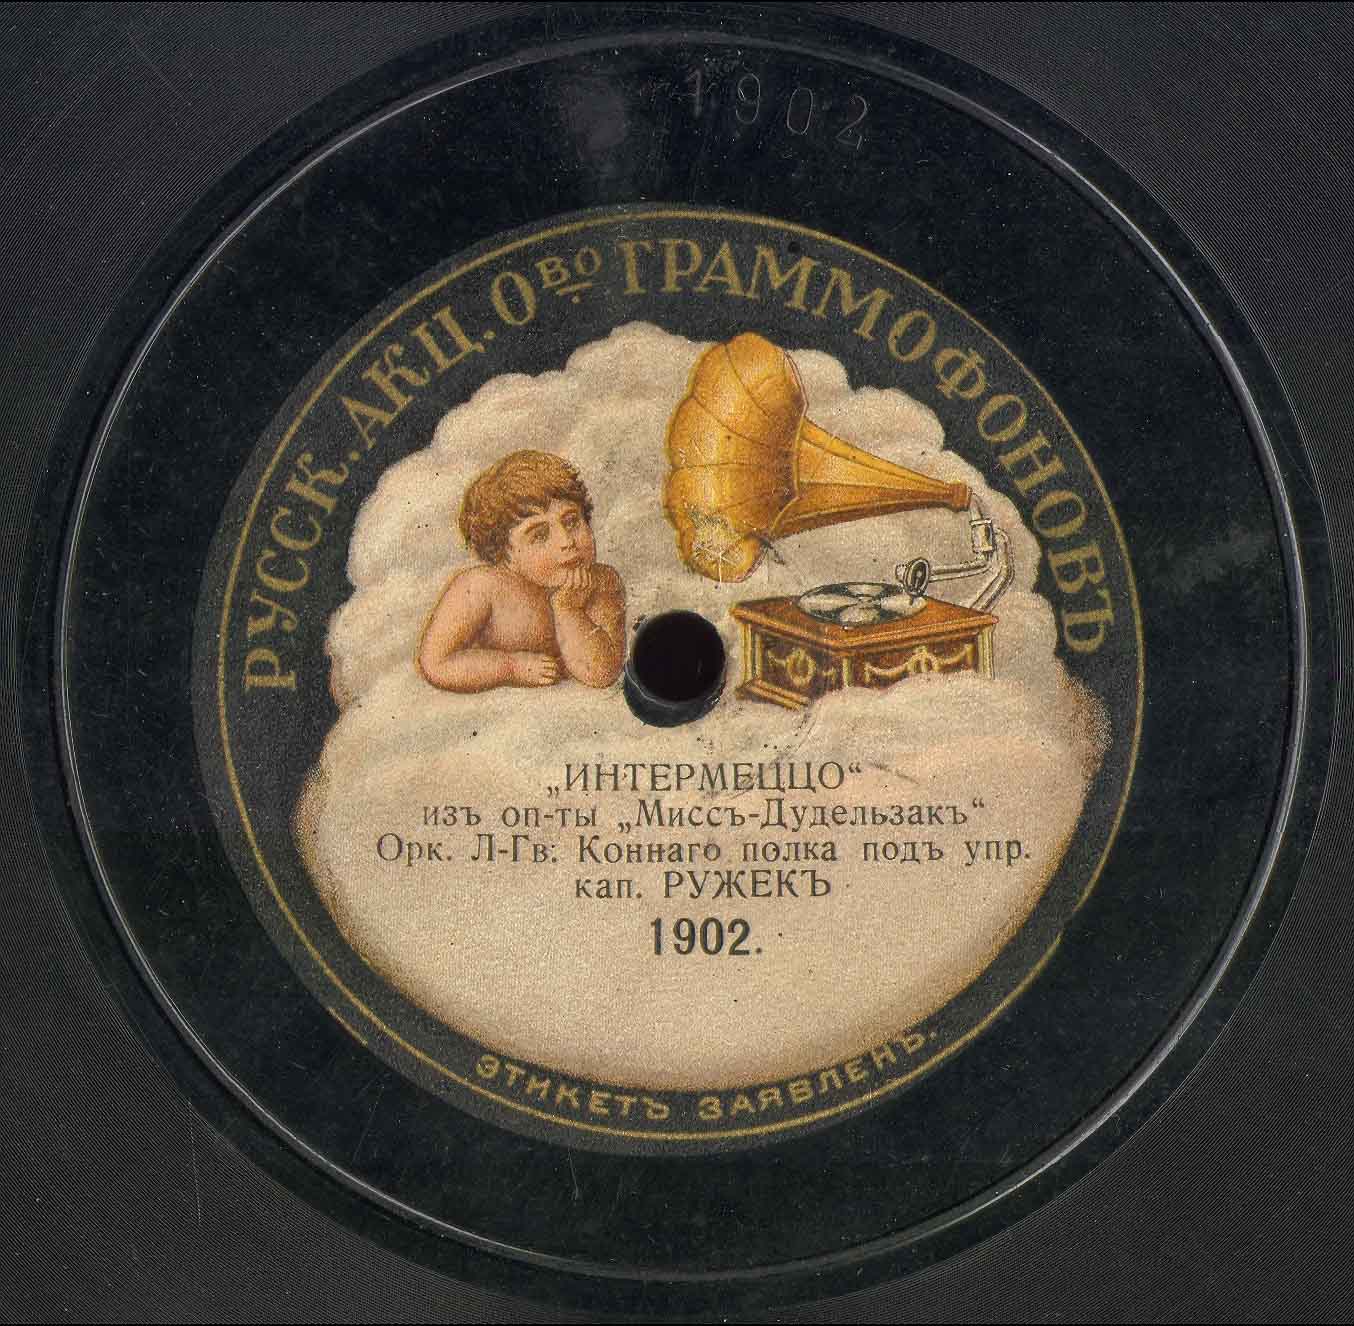 1902
РУССК. АКЦ. Ово ГРАММОФОНОВЪ
„ИНТЕРМЕЦЦО“
изъ оп-ты „Миссъ-Дудельзакъ“
Орк. Л-Гв: Коннаго полка подъ упр.
кап. РУЖЕКЪ
1902.
ЭТИКЕТЪ ЗАЯВЛЕНЪ.